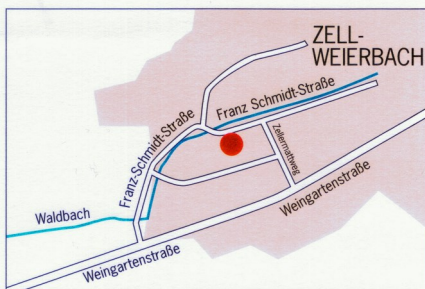 ZELL-
WEIERBACH
Franz Schmidt-Straße
Franz-Schmidt-Straße
Zellermattweg
Waldbach
Weingartenstraße
Weingartenstraße